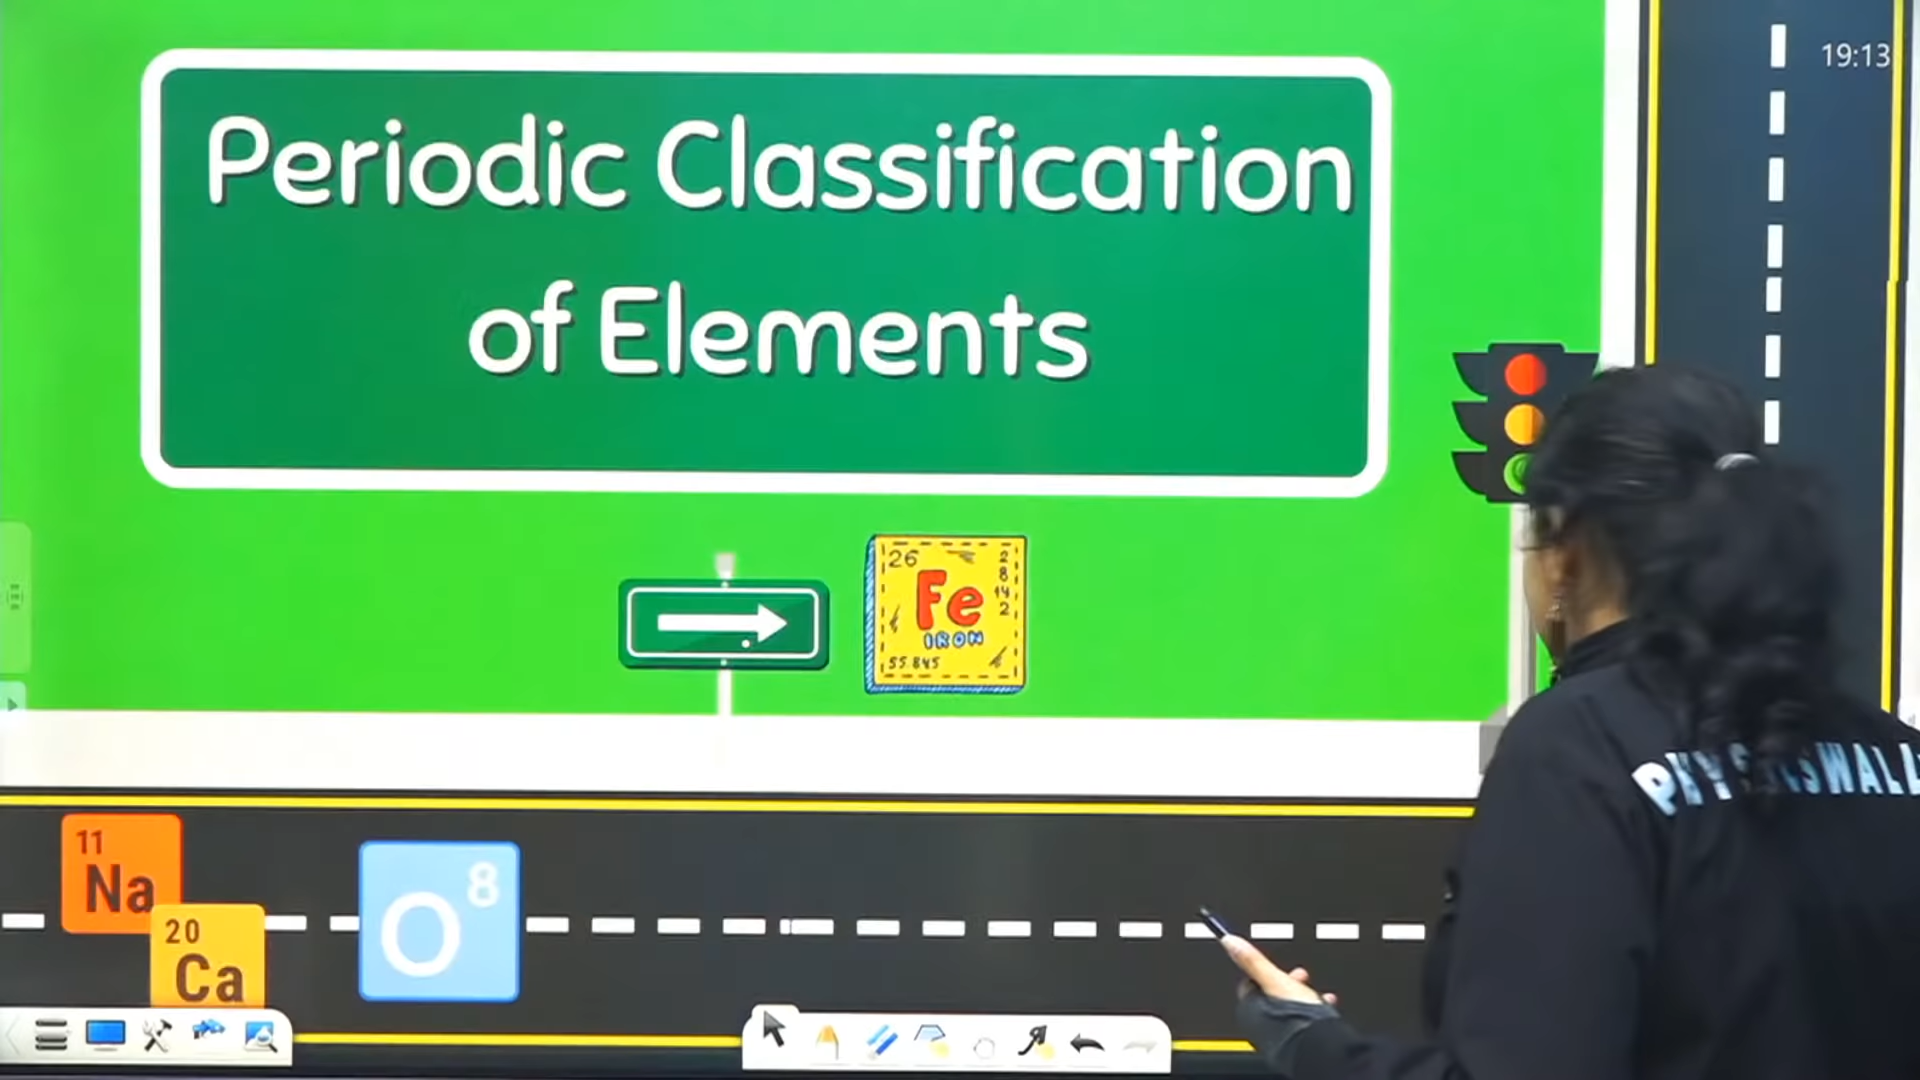 Periodic Classification
of Elements
19:13
26
2
8
14
2
Fe
IRON
55.845
11
Na
20
Ca
8
O
PHYSICSWALL